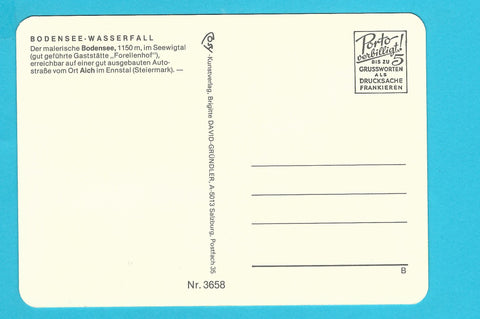 BODENSEE-WASSERFALL
Der malerische Bodensee, 1150 m, im Seewigtal
(gut geführte Gaststätte „Forellenhof"),
erreichbar auf einer gut ausgebauten Auto-
straße vom Ort Aich im Ennstal (Steiermark). —
-Kunstverlag, Brigitte DAVID-GRÜNDLER, A-5013 Salzburg, Postfach 35
Porto
verbilligt!
BIS ZU 5
GRUSSWORTEN
ALS
DRUCKSACHE
FRANKIEREN
B
Nr. 3658